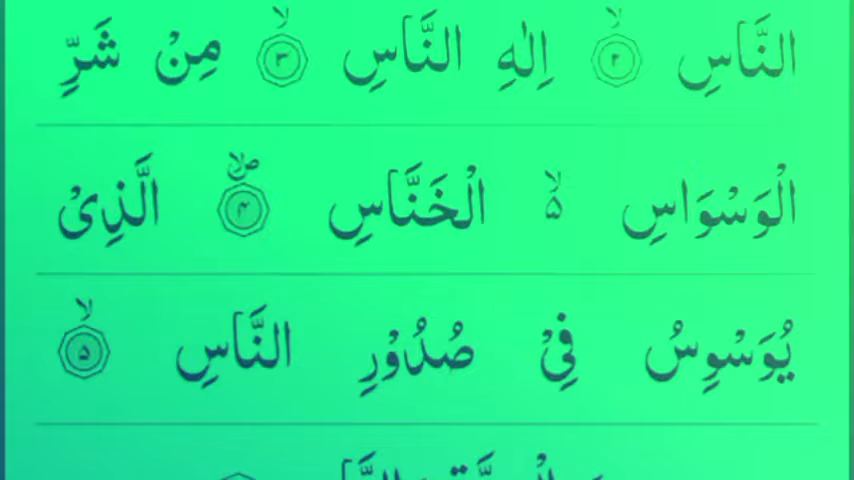 النَّاسِ ۙ﴿۲﴾ اِلٰهِ النَّاسِ ۙ﴿۳﴾ مِنْ شَرِّ
الْوَسْوَاسِ ۙ۵ الْخَنَّاسِ ۪ۙ﴿۴﴾ الَّذِیْ
یُوَسْوِسُ فِیْ صُدُوْرِ النَّاسِ ۙ﴿۵﴾